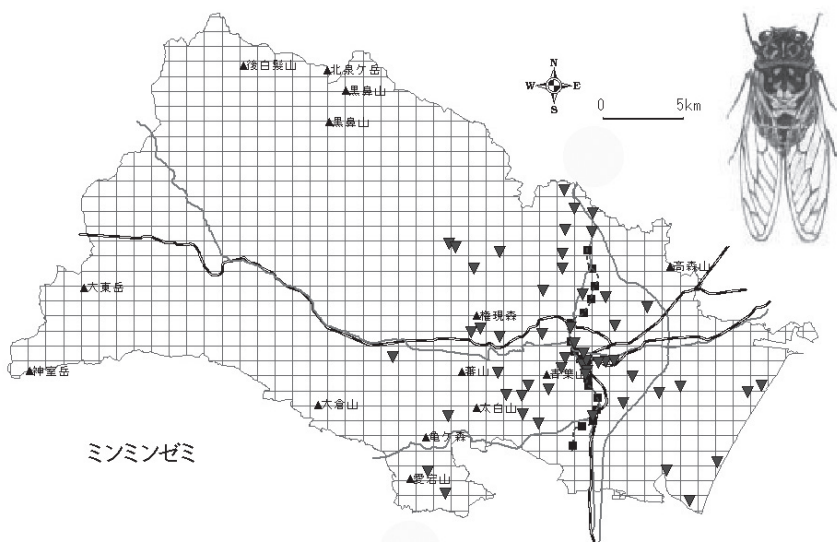 後白髪山
北泉ケ岳
黒鼻山
黒鼻山
N
W E
S
0 5km
高森山
大東岳
権現森
神室岳
蕃山
青葉山
大倉山
太白山
亀ケ森
ミンミンゼミ
愛宕山